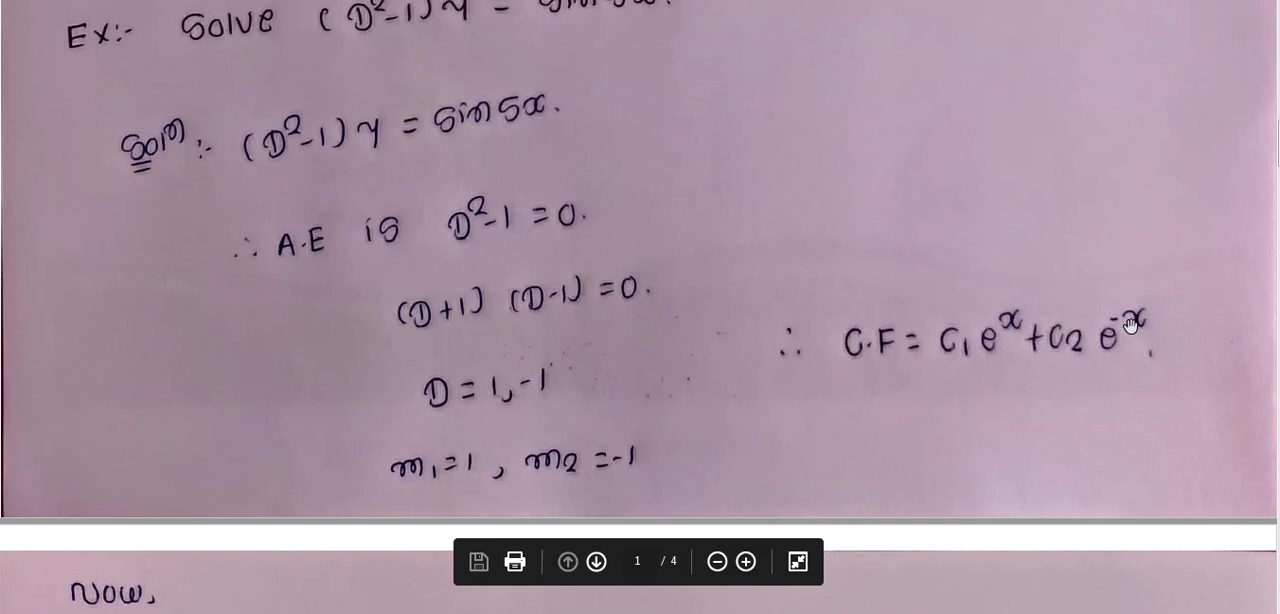 Ex:- Solve (D²-1)y =
Solⁿ:- (D²-1)y = Sin5x.
∴ A.E is D²-1 = 0.
(D+1) (D-1) = 0.
D = 1, -1
m₁=1, m₂=-1
∴ C.F = C₁eˣ+C₂e⁻ˣ.
1 / 4
Now,